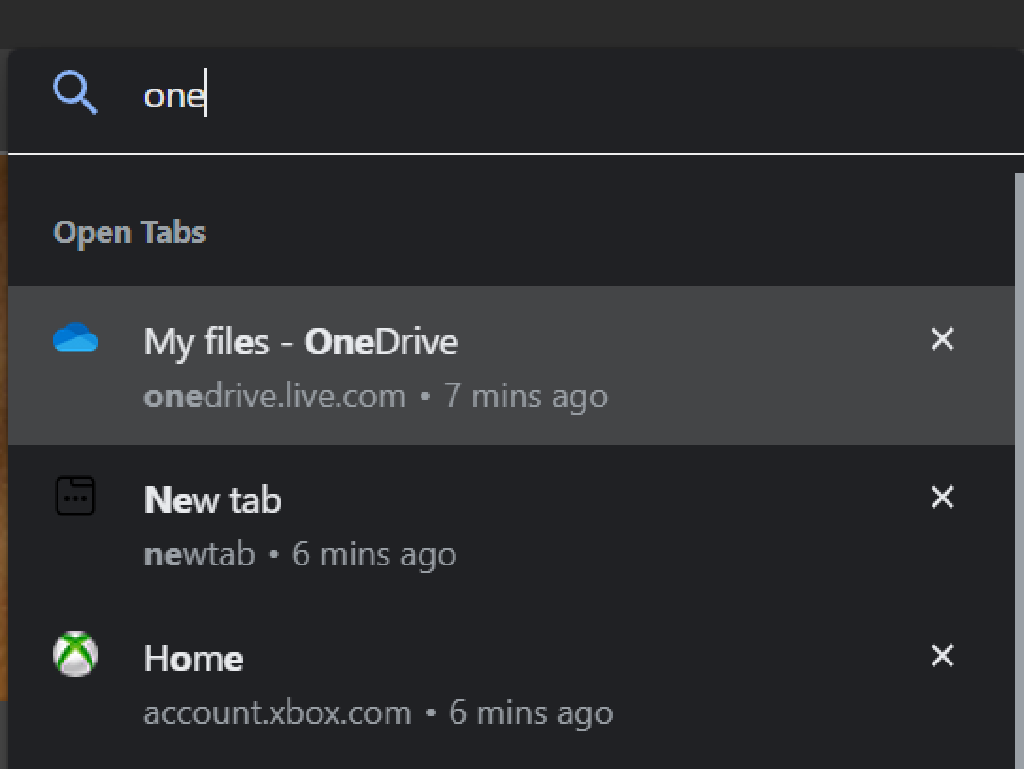 one
Open Tabs
My files - OneDrive
onedrive.live.com • 7 mins ago
New tab
newtab • 6 mins ago
Home
account.xbox.com • 6 mins ago